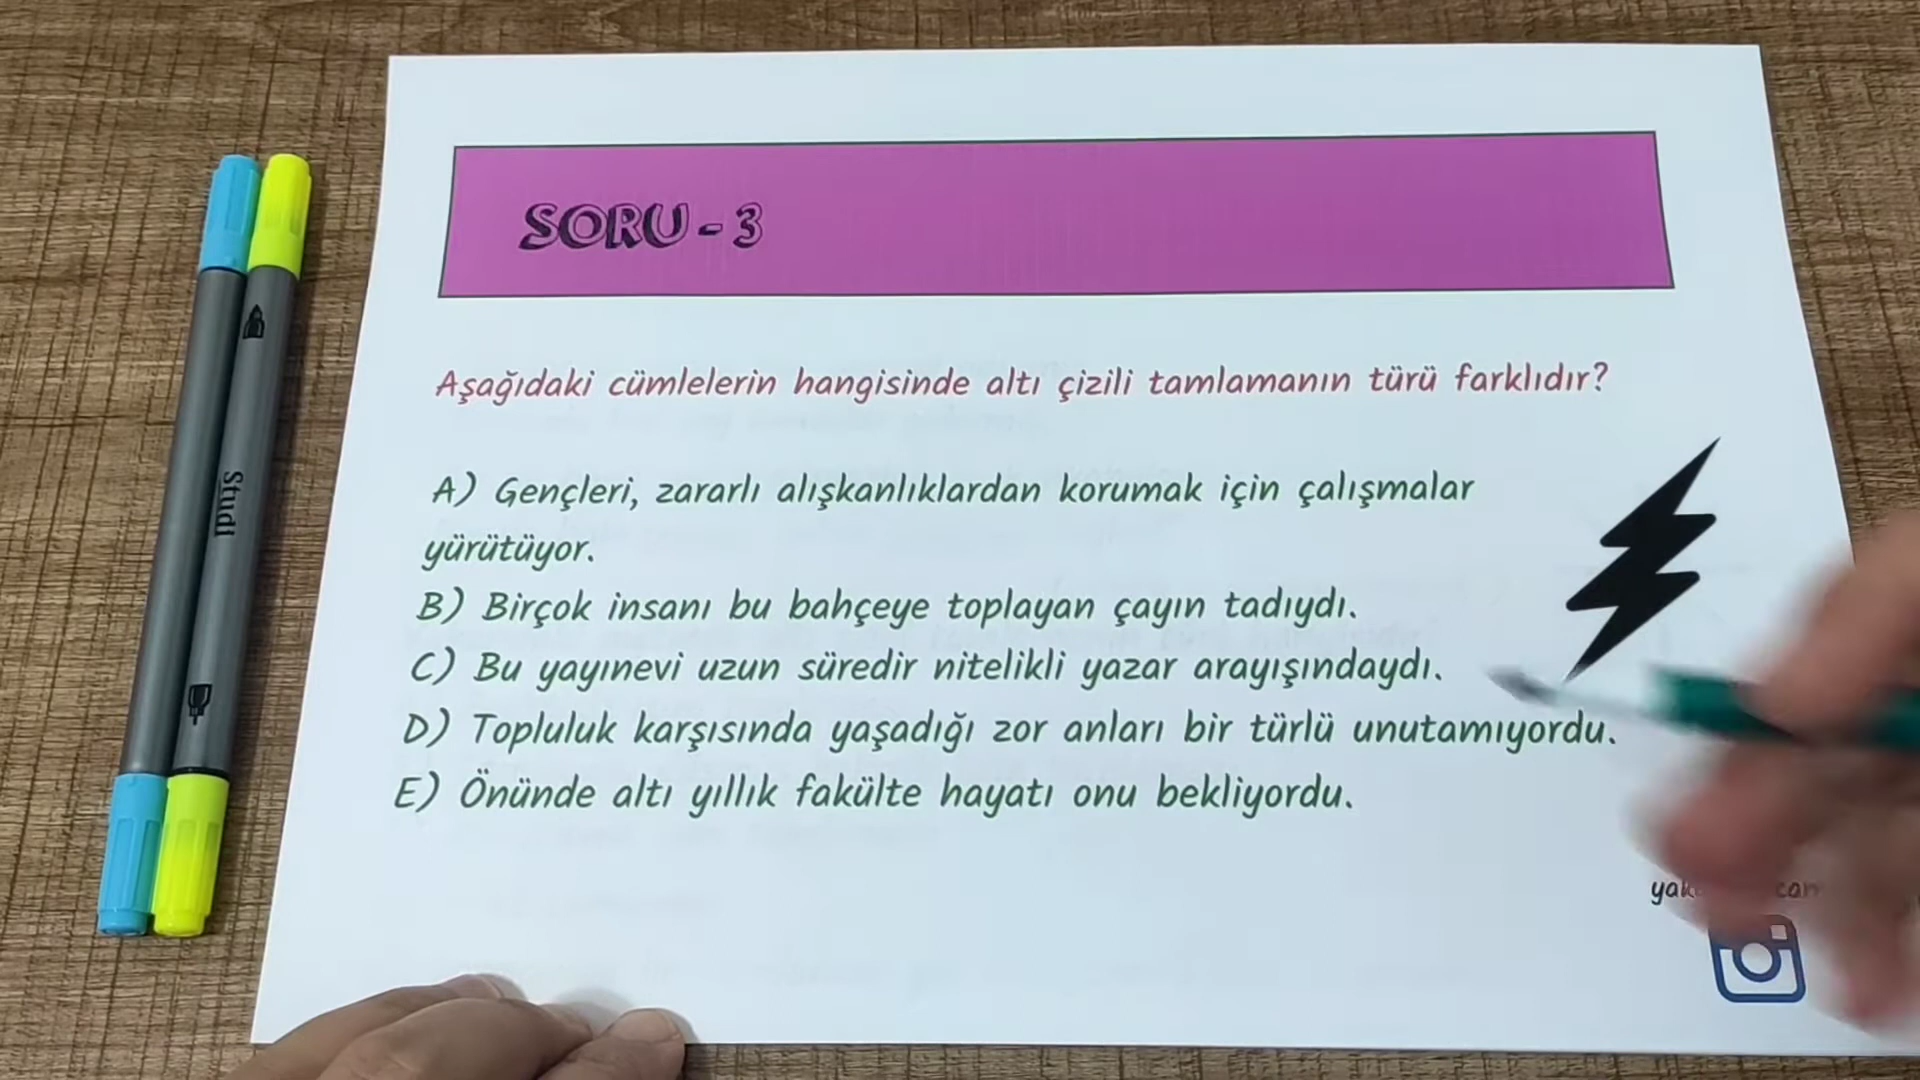 SORU - 3
Aşağıdaki cümlelerin hangisinde altı çizili tamlamanın türü farklıdır?
A) Gençleri, zararlı alışkanlıklardan korumak için çalışmalar
yürütüyor.
B) Birçok insanı bu bahçeye toplayan çayın tadıydı.
C) Bu yayınevi uzun süredir nitelikli yazar arayışındaydı.
D) Topluluk karşısında yaşadığı zor anları bir türlü unutamıyordu.
E) Önünde altı yıllık fakülte hayatı onu bekliyordu.